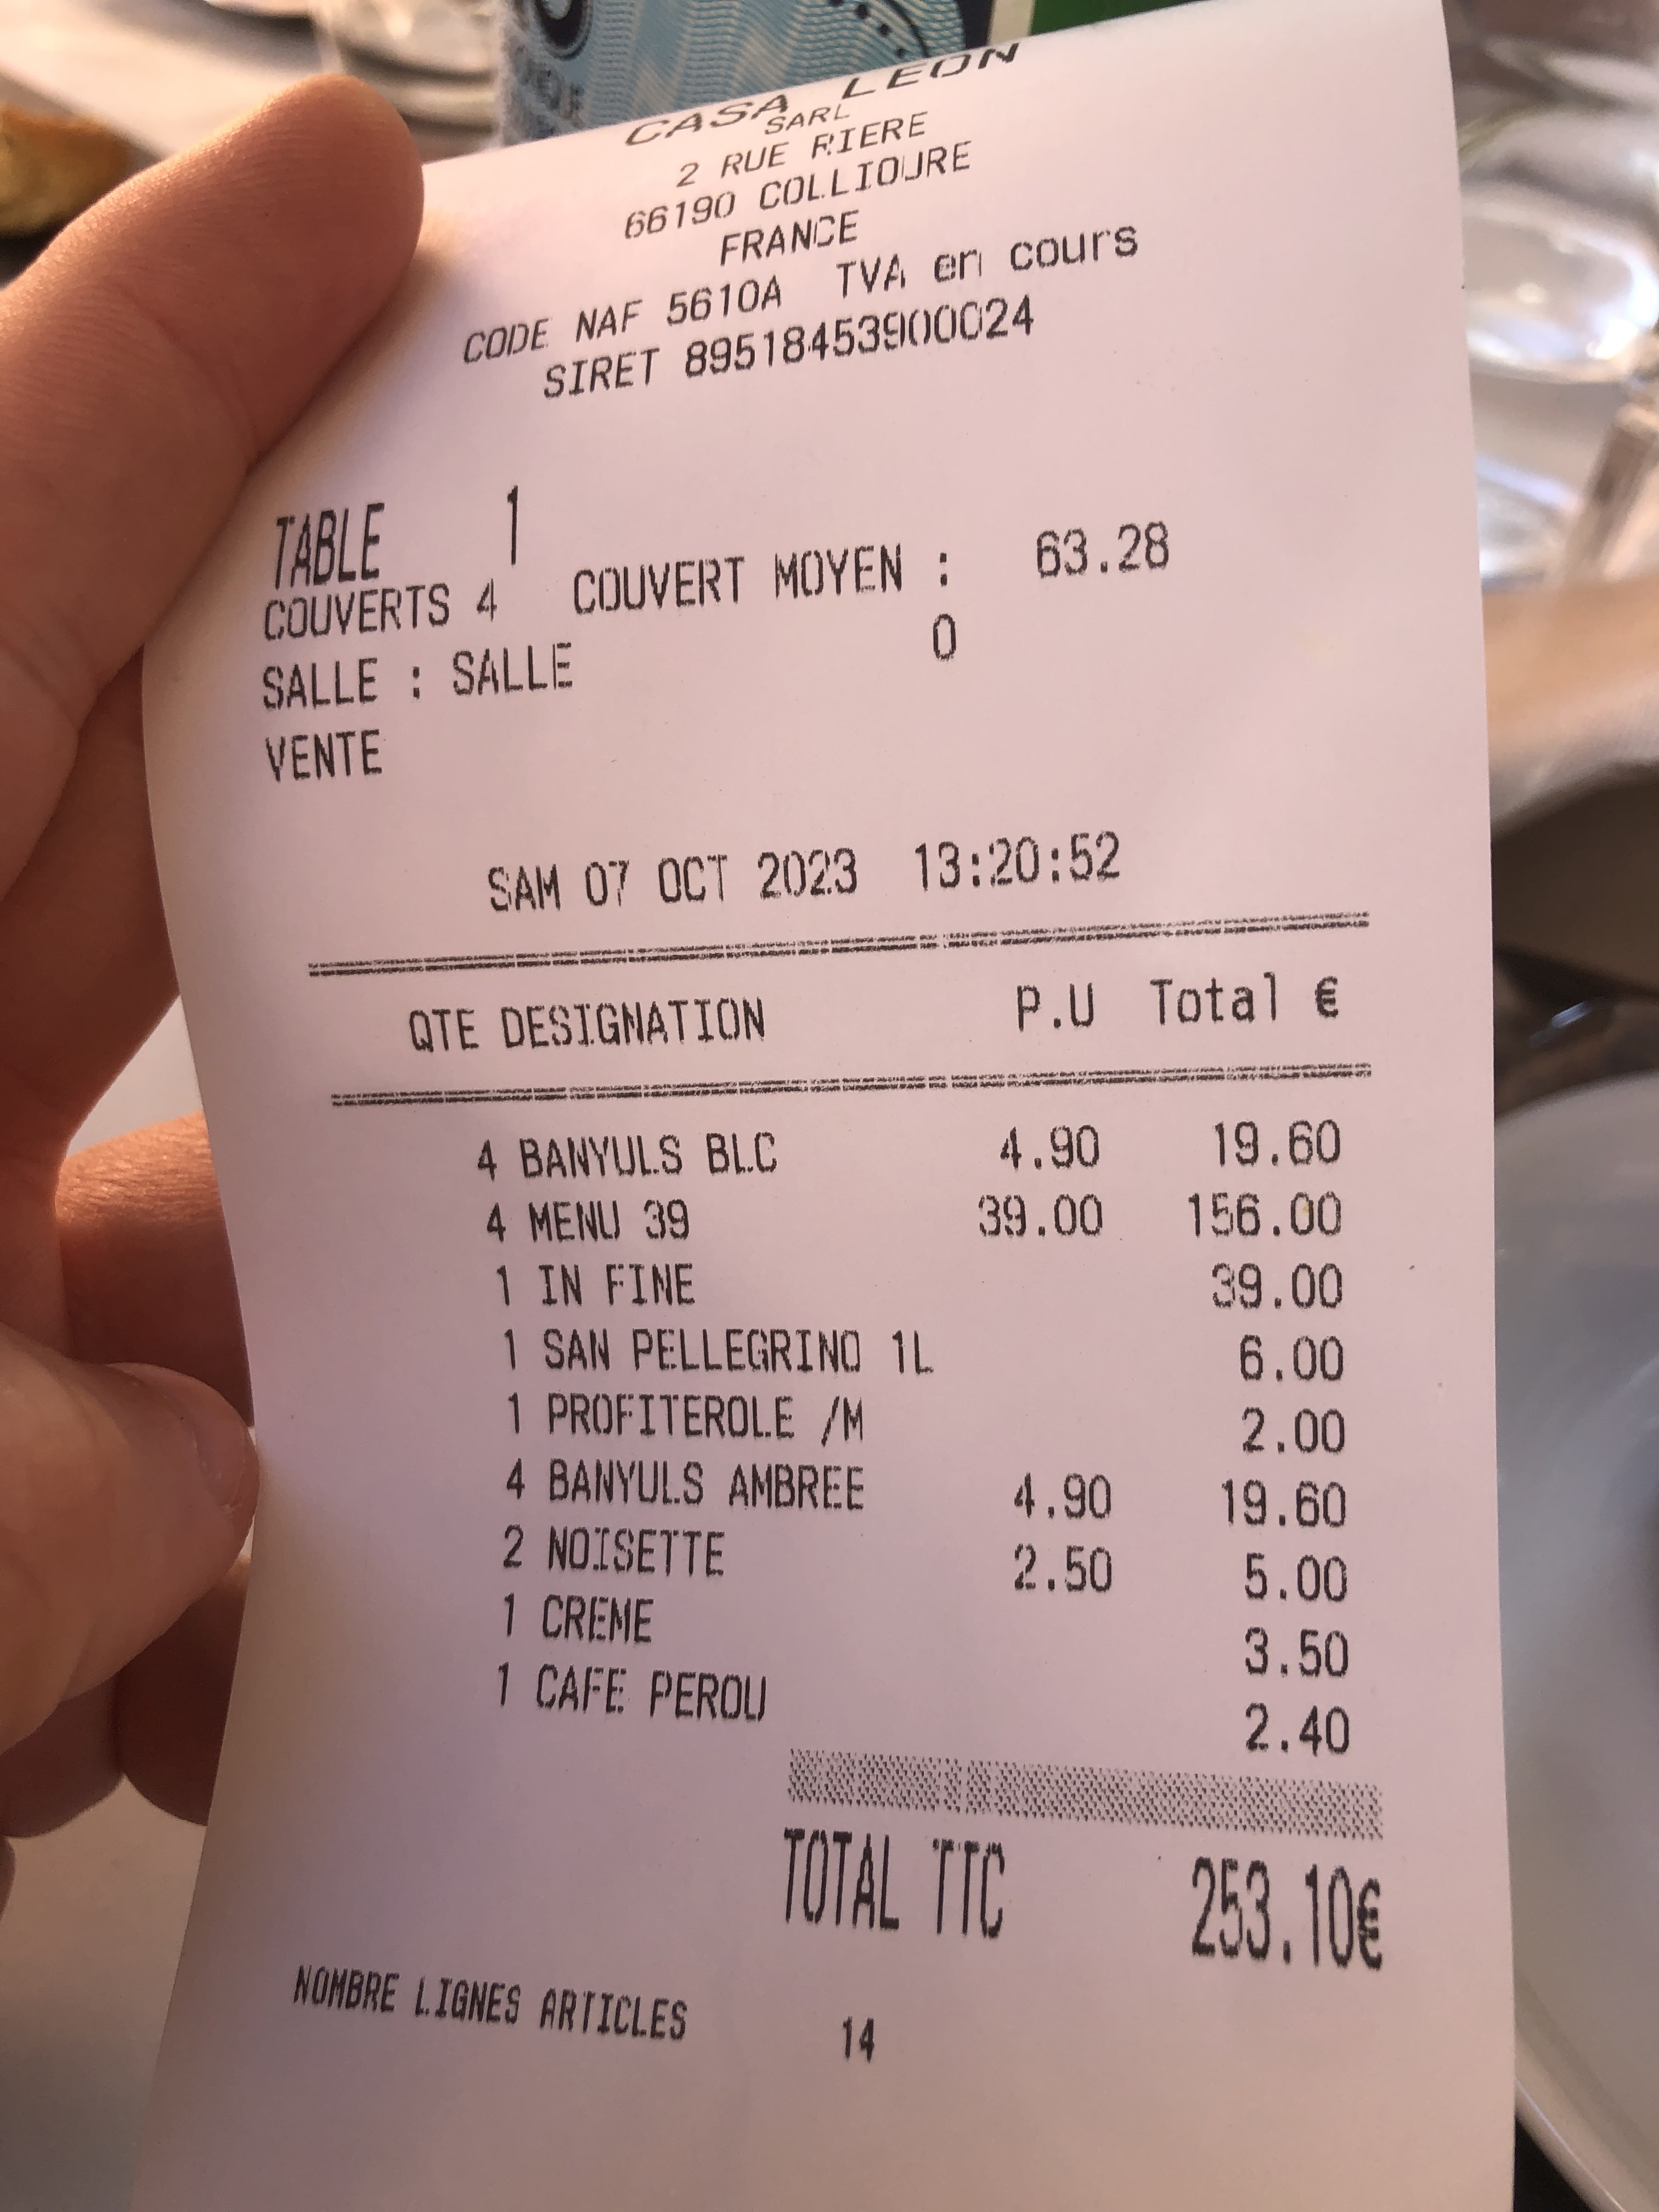 CASA LEON
SARL
2 RUE RIERE
66190 COLLIOURE
FRANCE
CODE NAF 5610A TVA en cours
SIRET 89518453900024
TABLE 1
COUVERTS 4 COUVERT MOYEN : 63.28
SALLE : SALLE 0
VENTE
SAM 07 OCT 2023 13:20:52
QTE DESIGNATION P.U Total €
4 BANYULS BLC 4.90 19.60
4 MENU 39 39.00 156.00
1 IN FINE 39.00
1 SAN PELLEGRINO 1L 6.00
1 PROFITEROLE /M 2.00
4 BANYULS AMBREE 4.90 19.60
2 NOISETTE 2.50 5.00
1 CREME 3.50
1 CAFE PEROU 2.40
TOTAL TTC 253.10€
NOMBRE LIGNES ARTICLES 14